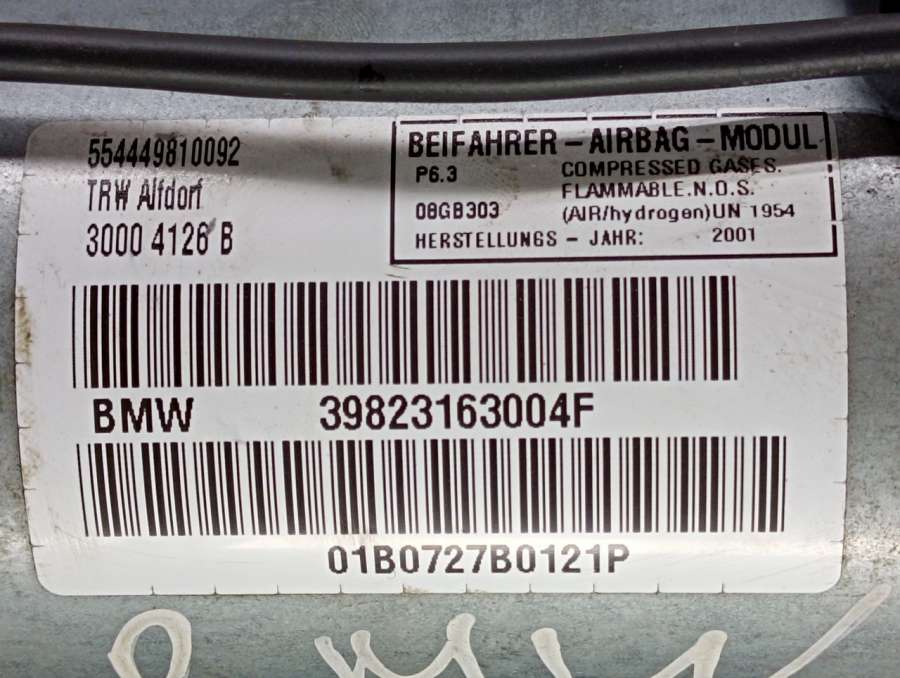 554449810092
TRW Alfdorf
3000 4126 B
BEIFAHRER - AIRBAG - MODUL
P6.3 COMPRESSED GASES.
FLAMMABLE.N.O.S.
08GB303 (AIR/hydrogen)UN 1954
HERSTELLUNGS - JAHR: 2001
BMW 39823163004F
01B0727B0121P